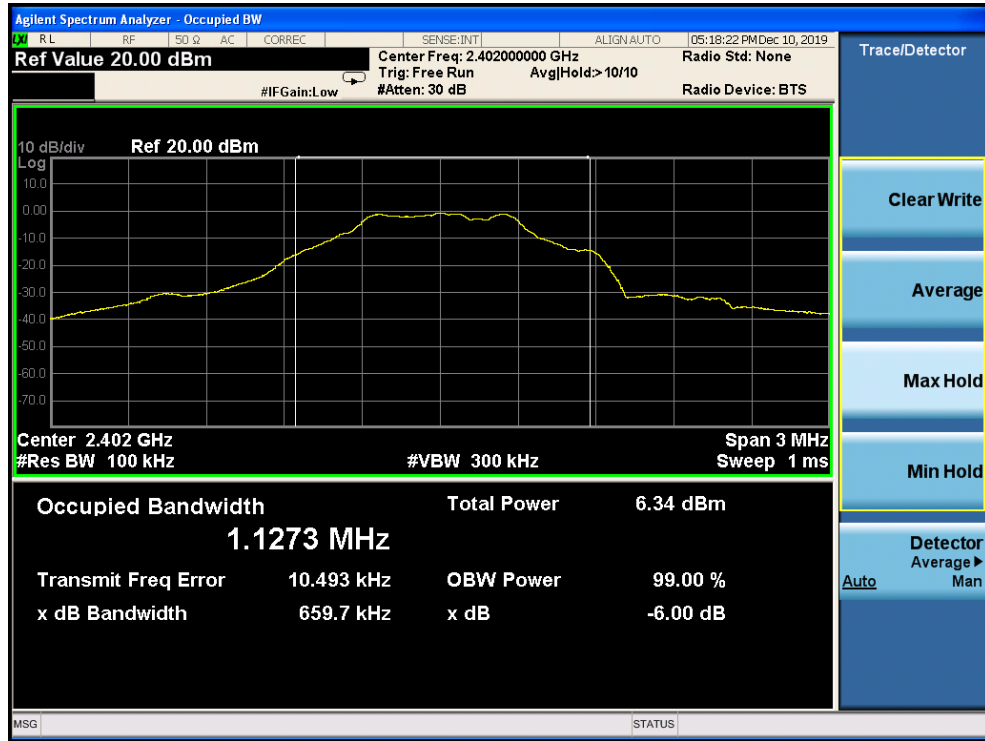 Agilent Spectrum Analyzer - Occupied BW
LXI RL RF 50 Ω AC CORREC SENSE:INT ALIGN AUTO 05:18:22 PM Dec 10, 2019
Ref Value 20.00 dBm
Center Freq: 2.402000000 GHz
Radio Std: None
Trig: Free Run Avg|Hold:> 10/10
#IFGain:Low #Atten: 30 dB
Radio Device: BTS
Trace/Detector
10 dB/div Ref 20.00 dBm
Log
10.0
0.00
-10.0
-20.0
-30.0
-40.0
-50.0
-60.0
-70.0
Center 2.402 GHz Span 3 MHz
#Res BW 100 kHz #VBW 300 kHz Sweep 1 ms
Occupied Bandwidth Total Power 6.34 dBm
1.1273 MHz
Transmit Freq Error 10.493 kHz OBW Power 99.00 %
x dB Bandwidth 659.7 kHz x dB -6.00 dB
Clear Write
Average
Max Hold
Min Hold
Detector
Average ▶
Auto Man
MSG STATUS